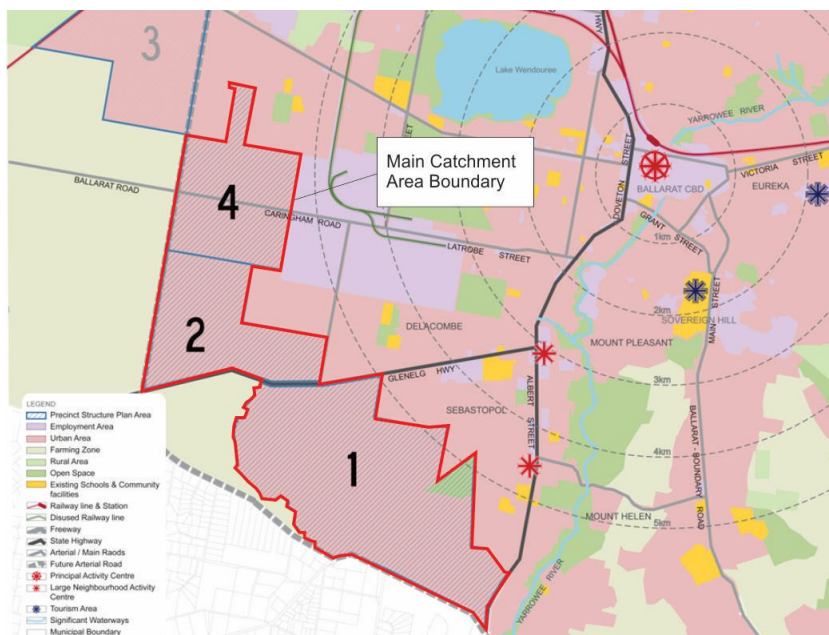 3
HWY
Lake Wendouree
YARROWEE RIVER
STREET
Main Catchment
Area Boundary
BALLARAT ROAD
4
CARINGHAM ROAD
LATROBE STREET
DOVETON STREET
BALLARAT CBD
VICTORIA STREET
EUREKA
GRANT STREET
1km
2km
SOVEREIGN HILL
MAIN STREET
2
DELACOMBE
MOUNT PLEASANT
GLENELG HWY
3km
ALBERT STREET
SEBASTOPOL
BALLARAT - BOUNDARY ROAD
1
4km
MOUNT HELEN
5km
YARROWEE RIVER
LEGEND
Precinct Structure Plan Area
Employment Area
Urban Area
Farming Zone
Rural Area
Open Space
Existing Schools & Community
facilities
Railway line & Station
Disused Railway line
Freeway
State Highway
Arterial / Main Raods
Future Arterial Road
Principal Activity Centre
Large Neighbourhood Activity
Centre
Tourism Area
Significant Waterways
Municipal Boundary